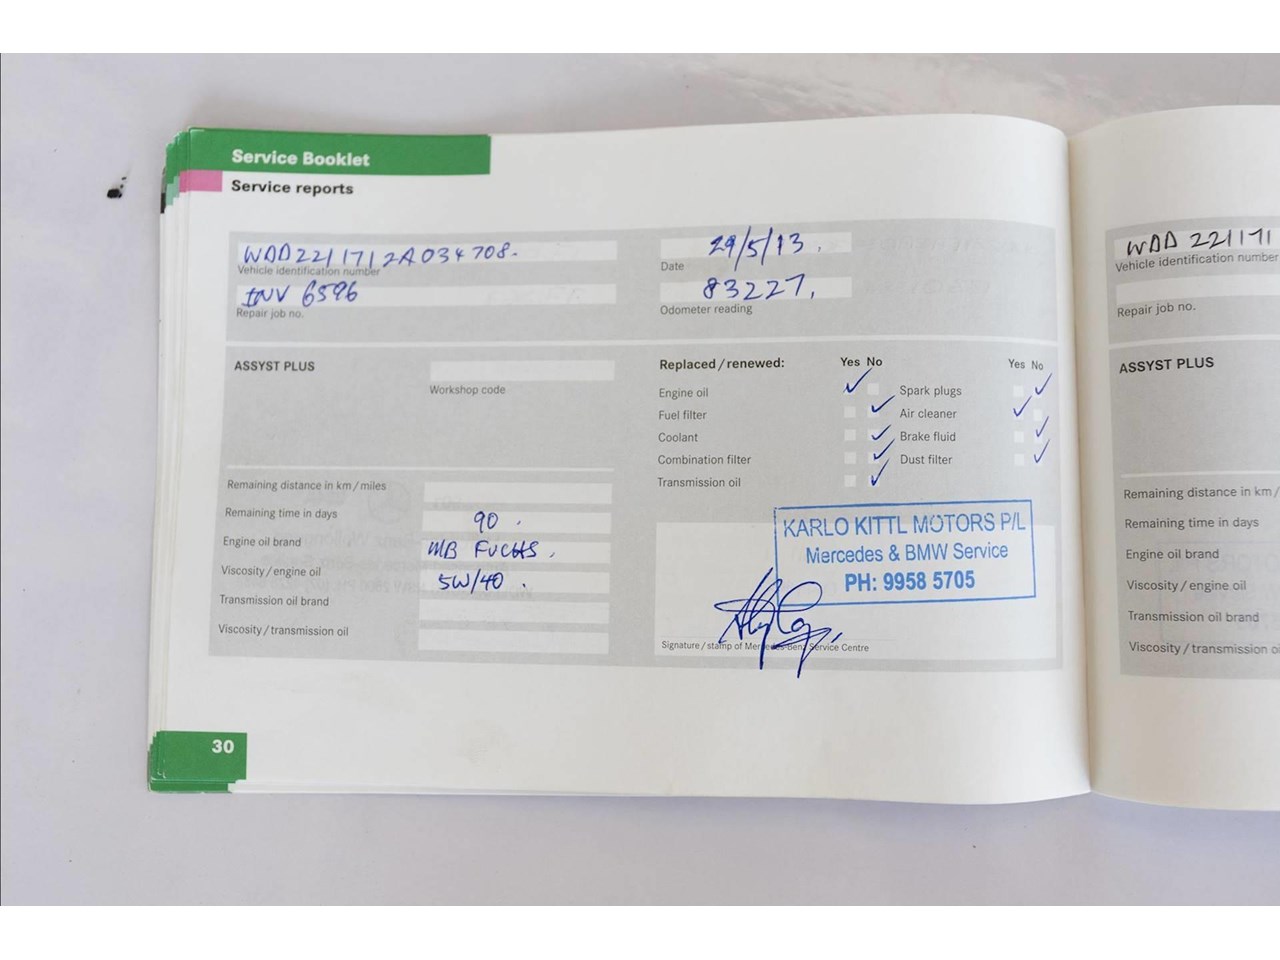 Service Booklet
Service reports
WDD2211712A034708.
Vehicle identification number
INV 6596
Repair job no.
29/5/13.
Date
83227.
Odometer reading
ASSYST PLUS
Workshop code
Replaced / renewed: Yes No Yes No
Engine oil Spark plugs
Fuel filter Air cleaner
Coolant Brake fluid
Combination filter Dust filter
Transmission oil
Remaining distance in km / miles
Remaining time in days 90.
Engine oil brand MB FUCHS.
Viscosity / engine oil 5W/40.
Transmission oil brand
Viscosity / transmission oil
KARLO KITTL MOTORS P/L
Mercedes & BMW Service
PH: 9958 5705
Signature / stamp of Mercedes-Benz Service Centre
30
WDD 221171
Vehicle identification number
Repair job no.
ASSYST PLUS
Remaining distance in km /
Remaining time in days
Engine oil brand
Viscosity / engine oil
Transmission oil brand
Viscosity / transmission oi